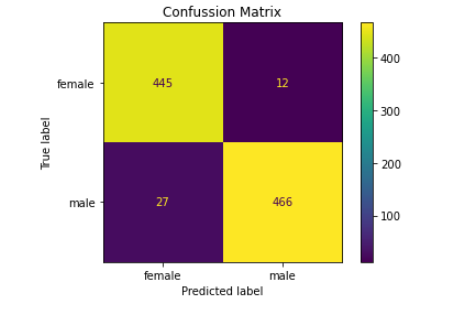 Confussion Matrix
female
445
12
male
27
466
female
male
Predicted label
True label
400
300
200
100